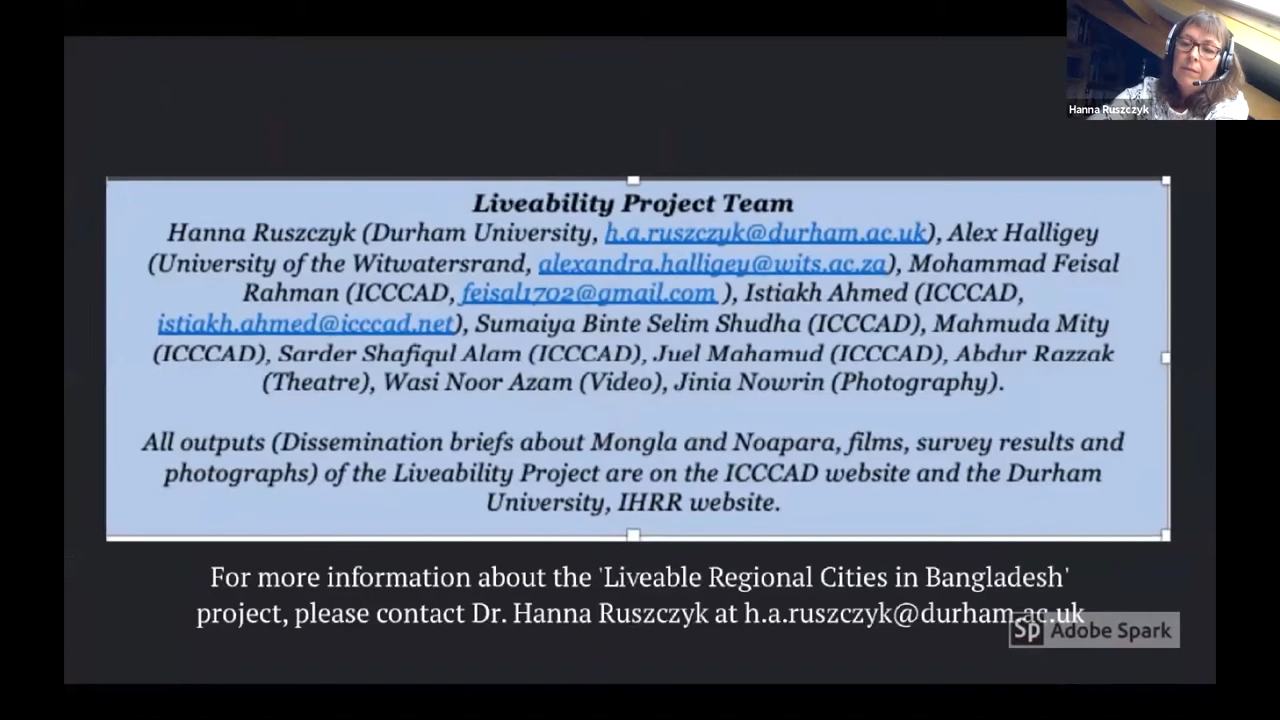 Hanna Ruszczyk
Liveability Project Team
Hanna Ruszczyk (Durham University, h.a.ruszczyk@durham.ac.uk), Alex Halligey
(University of the Witwatersrand, alexandra.halligey@wits.ac.za), Mohammad Feisal
Rahman (ICCCAD, feisal1702@gmail.com ), Istiakh Ahmed (ICCCAD,
istiakh.ahmed@icccad.net), Sumaiya Binte Selim Shudha (ICCCAD), Mahmuda Mity
(ICCCAD), Sarder Shafiqul Alam (ICCCAD), Juel Mahamud (ICCCAD), Abdur Razzak
(Theatre), Wasi Noor Azam (Video), Jinia Nowrin (Photography).
All outputs (Dissemination briefs about Mongla and Noapara, films, survey results and
photographs) of the Liveability Project are on the ICCCAD website and the Durham
University, IHRR website.
For more information about the 'Liveable Regional Cities in Bangladesh'
project, please contact Dr. Hanna Ruszczyk at h.a.ruszczyk@durham.ac.uk
Sp Adobe Spark